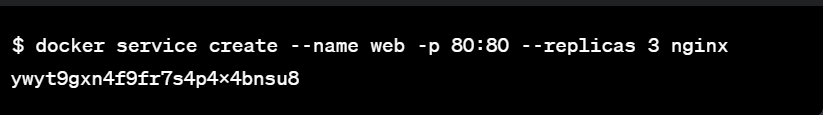 $ docker service create --name web -p 80:80 --replicas 3 nginx
ywyt9gxn4f9fr7s4p4x4bnsu8